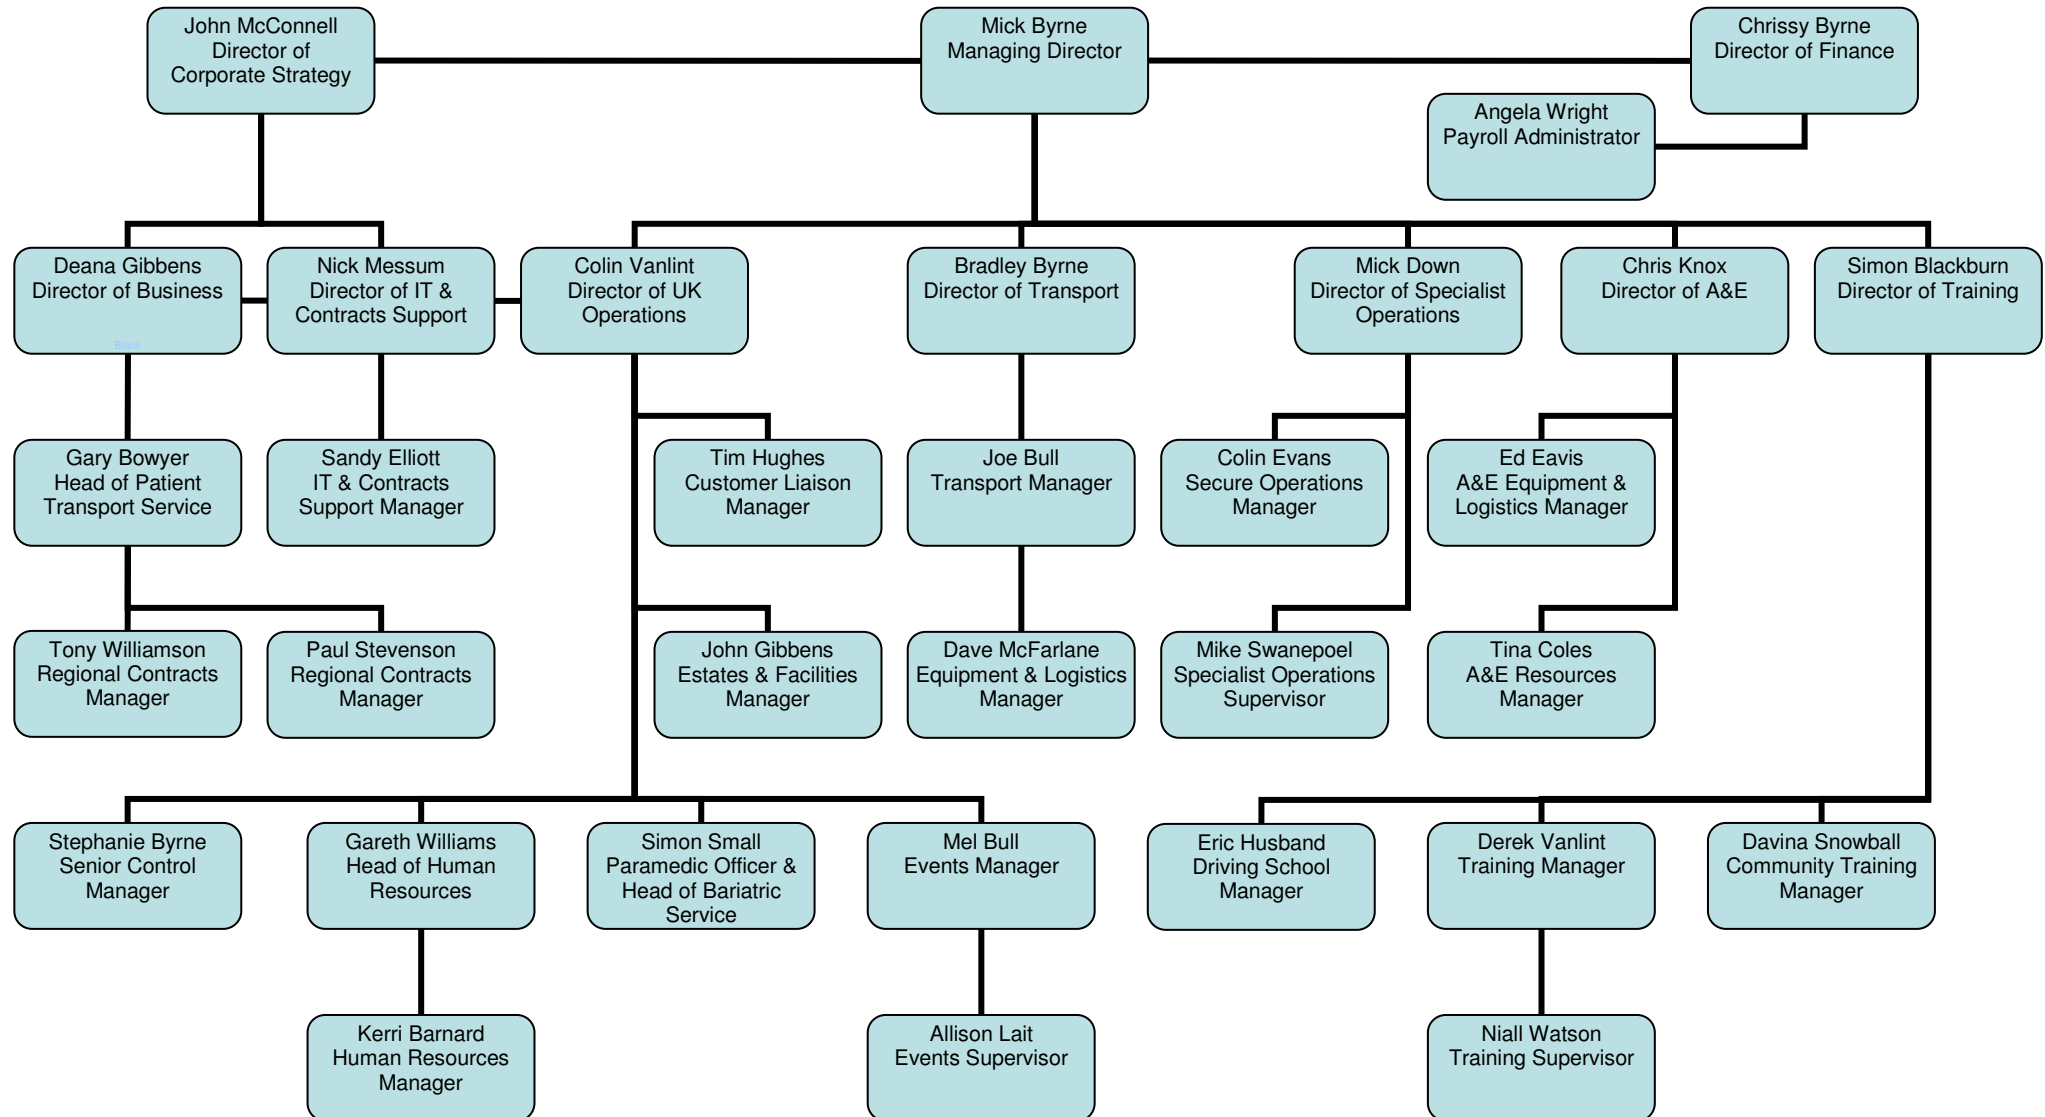 John McConnell
Director of
Corporate Strategy
Mick Byrne
Managing Director
Chrissy Byrne
Director of Finance
Angela Wright
Payroll Administrator
Deana Gibbens
Director of Business
Blank
Nick Messum
Director of IT &
Contracts Support
Colin Vanlint
Director of UK
Operations
Bradley Byrne
Director of Transport
Mick Down
Director of Specialist
Operations
Chris Knox
Director of A&E
Simon Blackburn
Director of Training
Gary Bowyer
Head of Patient
Transport Service
Sandy Elliott
IT & Contracts
Support Manager
Tim Hughes
Customer Liaison
Manager
Joe Bull
Transport Manager
Colin Evans
Secure Operations
Manager
Ed Eavis
A&E Equipment &
Logistics Manager
Tony Williamson
Regional Contracts
Manager
Paul Stevenson
Regional Contracts
Manager
John Gibbens
Estates & Facilities
Manager
Dave McFarlane
Equipment & Logistics
Manager
Mike Swanepoel
Specialist Operations
Supervisor
Tina Coles
A&E Resources
Manager
Stephanie Byrne
Senior Control
Manager
Gareth Williams
Head of Human
Resources
Simon Small
Paramedic Officer &
Head of Bariatric
Service
Mel Bull
Events Manager
Eric Husband
Driving School
Manager
Derek Vanlint
Training Manager
Davina Snowball
Community Training
Manager
Kerri Barnard
Human Resources
Manager
Allison Lait
Events Supervisor
Niall Watson
Training Supervisor